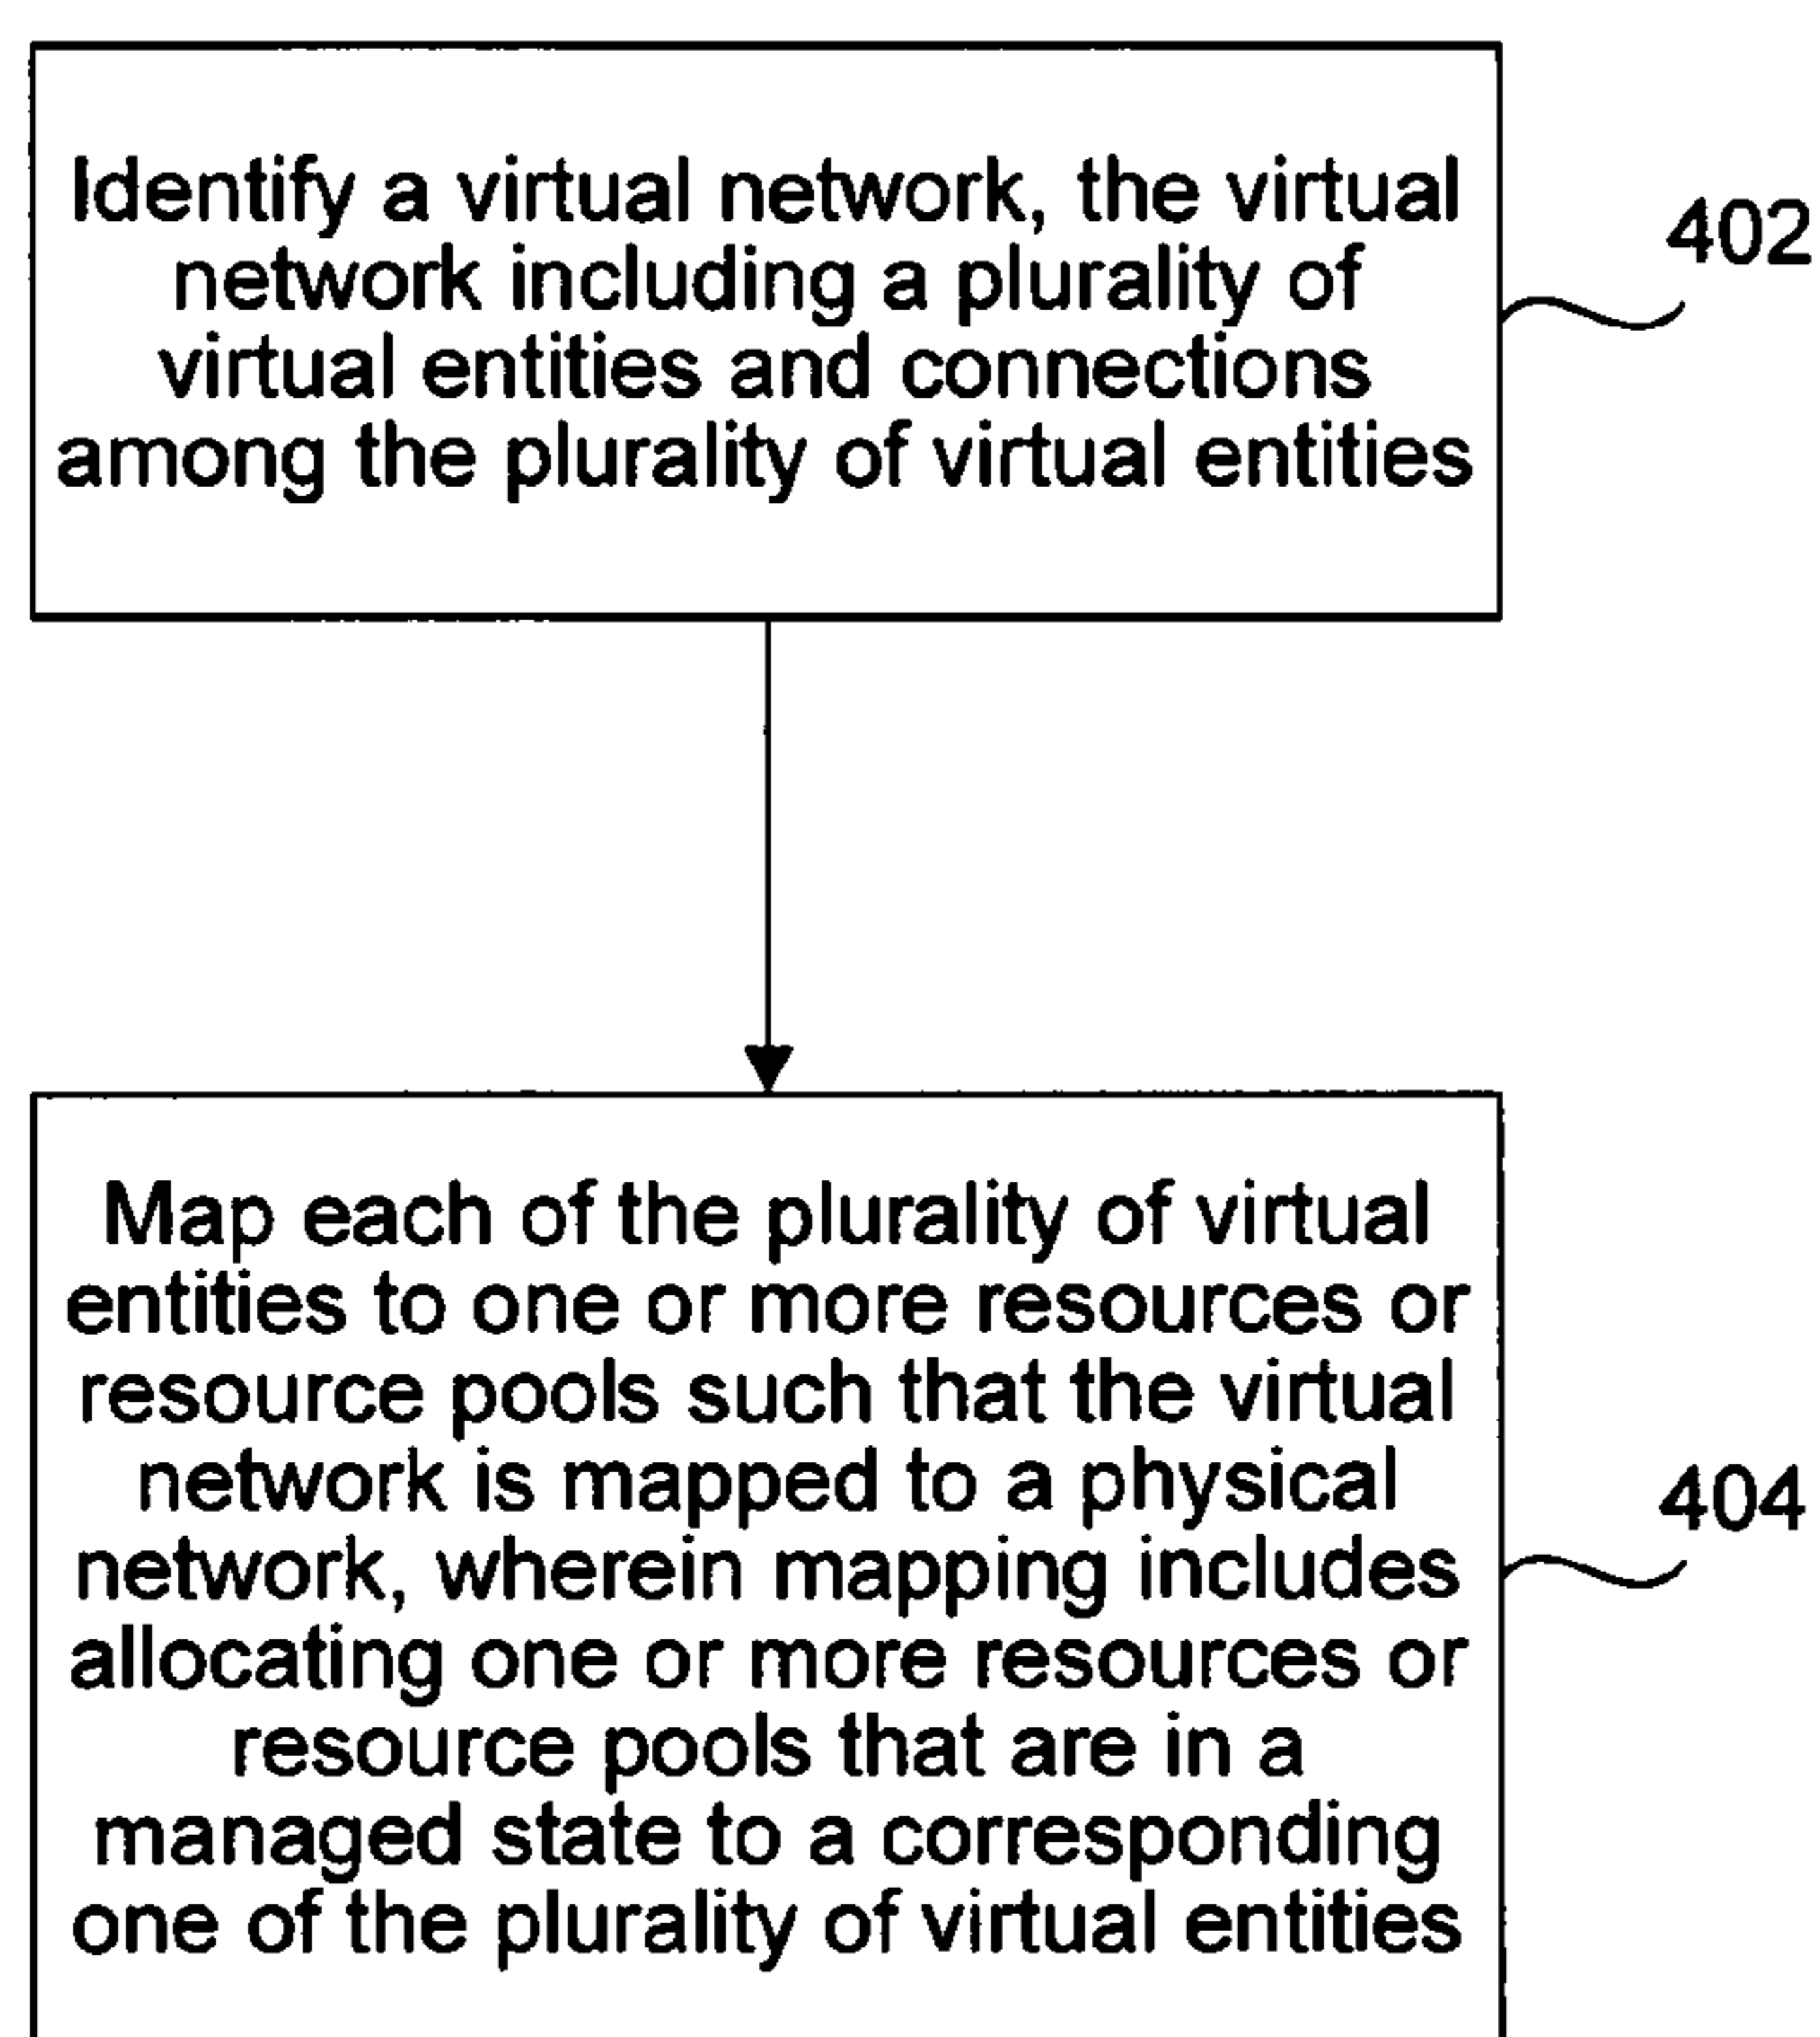 Identify a virtual network, the virtual
network including a plurality of
virtual entities and connections
among the plurality of virtual entities
402
Map each of the plurality of virtual
entities to one or more resources or
resource pools such that the virtual
network is mapped to a physical
network, wherein mapping includes
allocating one or more resources or
resource pools that are in a
managed state to a corresponding
one of the plurality of virtual entities
404